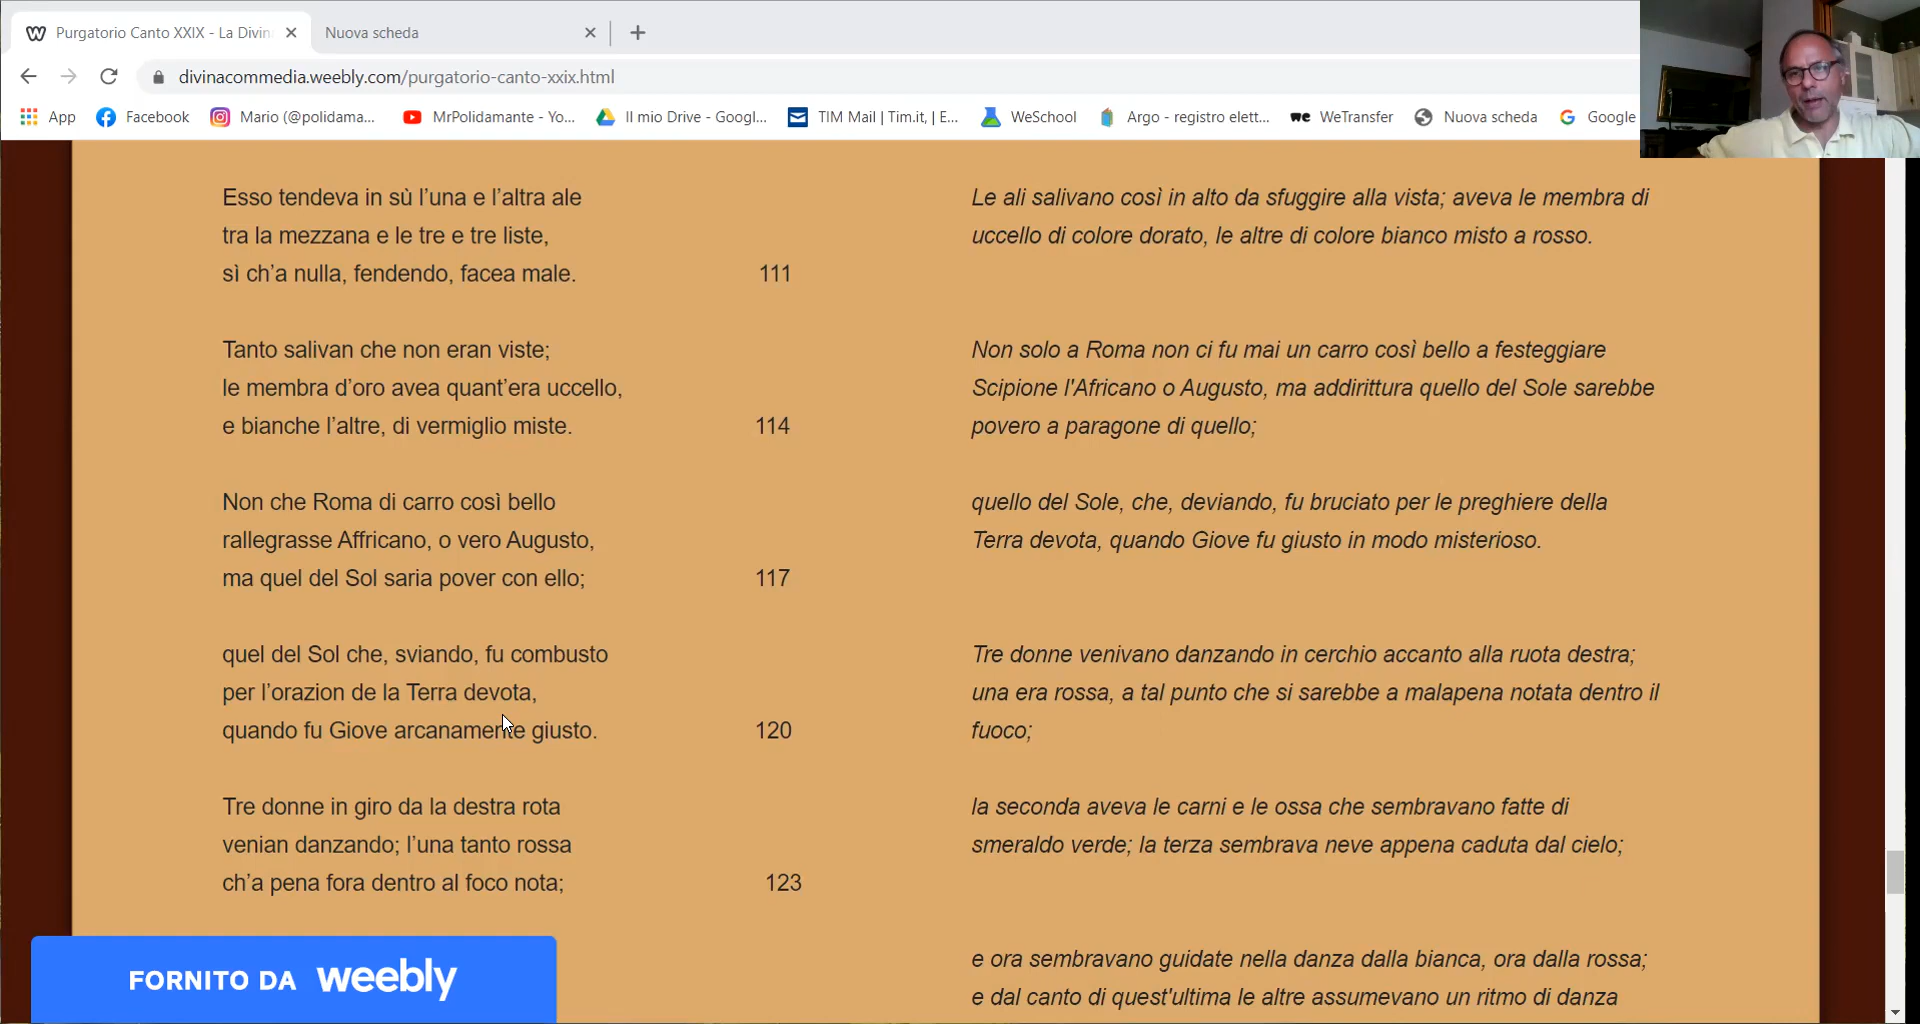 Purgatorio Canto XXIX - La Divin
Nuova scheda
divinacommedia.weebly.com/purgatorio-canto-xxix.html
App
Facebook
Mario (@polidama...
MrPolidamante - Yo...
Il mio Drive - Googl...
TIM Mail | Tim.it, | E...
WeSchool
Argo - registro elett...
WeTransfer
Nuova scheda
Google
Esso tendeva in sù l’una e l’altra ale
tra la mezzana e le tre e tre liste,
sì ch’a nulla, fendendo, facea male. 111
Tanto salivan che non eran viste;
le membra d’oro avea quant’era uccello,
e bianche l’altre, di vermiglio miste. 114
Non che Roma di carro così bello
rallegrasse Affricano, o vero Augusto,
ma quel del Sol saria pover con ello; 117
quel del Sol che, sviando, fu combusto
per l’orazion de la Terra devota,
quando fu Giove arcanamente giusto. 120
Tre donne in giro da la destra rota
venian danzando; l’una tanto rossa
ch’a pena fora dentro al foco nota; 123
Le ali salivano così in alto da sfuggire alla vista; aveva le membra di
uccello di colore dorato, le altre di colore bianco misto a rosso.
Non solo a Roma non ci fu mai un carro così bello a festeggiare
Scipione l'Africano o Augusto, ma addirittura quello del Sole sarebbe
povero a paragone di quello;
quello del Sole, che, deviando, fu bruciato per le preghiere della
Terra devota, quando Giove fu giusto in modo misterioso.
Tre donne venivano danzando in cerchio accanto alla ruota destra;
una era rossa, a tal punto che si sarebbe a malapena notata dentro il
fuoco;
la seconda aveva le carni e le ossa che sembravano fatte di
smeraldo verde; la terza sembrava neve appena caduta dal cielo;
e ora sembravano guidate nella danza dalla bianca, ora dalla rossa;
e dal canto di quest'ultima le altre assumevano un ritmo di danza
FORNITO DA weebly